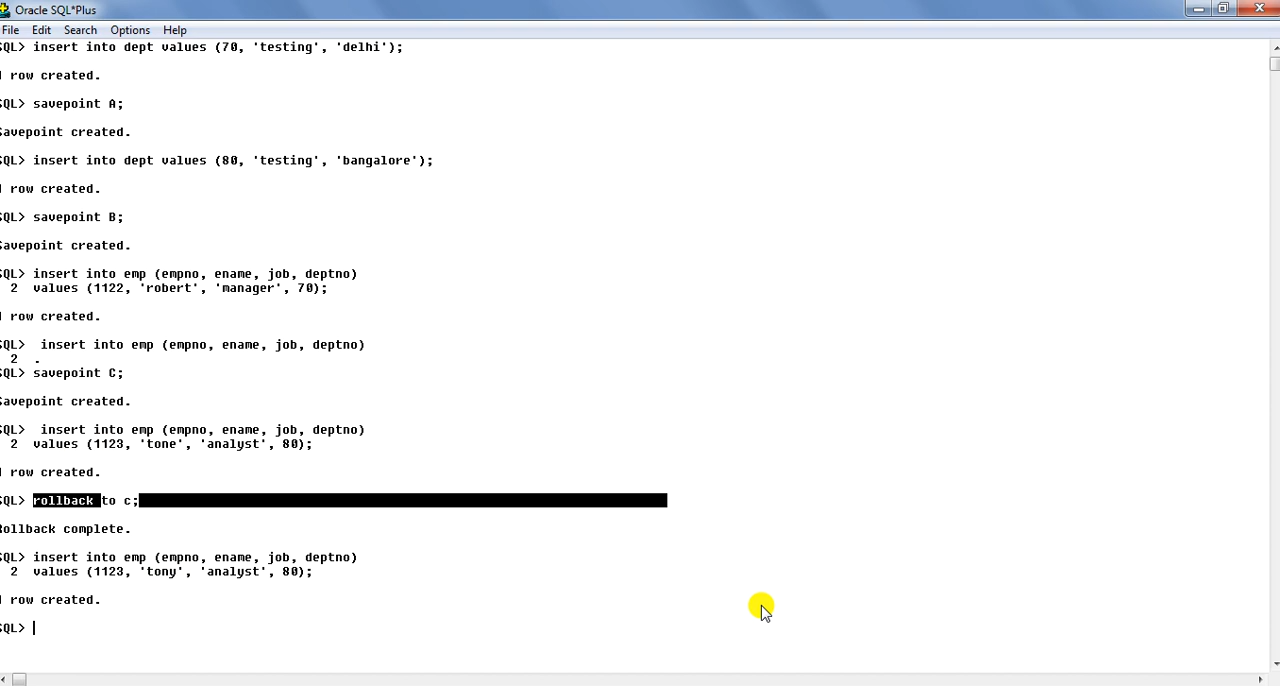 Oracle SQL*Plus
File Edit Search Options Help
SQL> insert into dept values (70, 'testing', 'delhi');
1 row created.
SQL> savepoint A;
Savepoint created.
SQL> insert into dept values (80, 'testing', 'bangalore');
1 row created.
SQL> savepoint B;
Savepoint created.
SQL> insert into emp (empno, ename, job, deptno)
2 values (1122, 'robert', 'manager', 70);
1 row created.
SQL> insert into emp (empno, ename, job, deptno)
2 .
SQL> savepoint C;
Savepoint created.
SQL> insert into emp (empno, ename, job, deptno)
2 values (1123, 'tone', 'analyst', 80);
1 row created.
SQL> rollback to c;
Rollback complete.
SQL> insert into emp (empno, ename, job, deptno)
2 values (1123, 'tony', 'analyst', 80);
1 row created.
SQL>